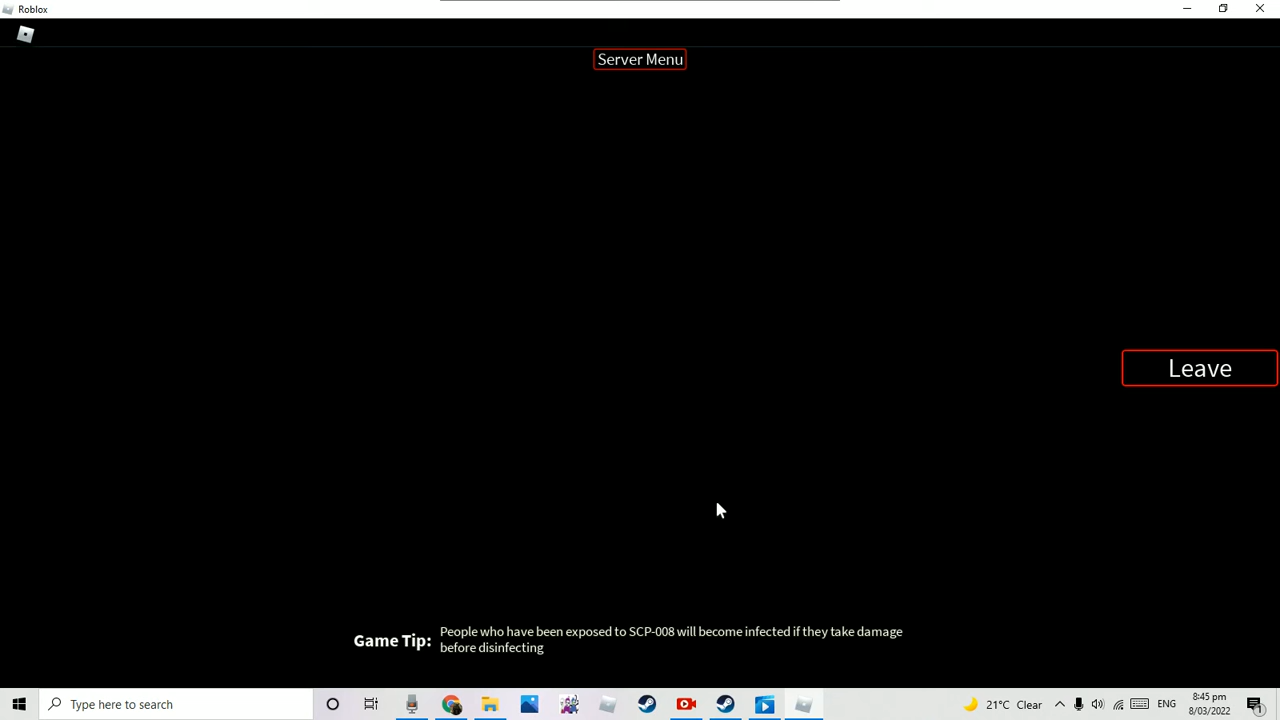 Roblox
Server Menu
Leave
Game Tip:
People who have been exposed to SCP-008 will become infected if they take damage
before disinfecting
Type here to search
21°C Clear
ENG
8:45 pm
8/03/2022
1